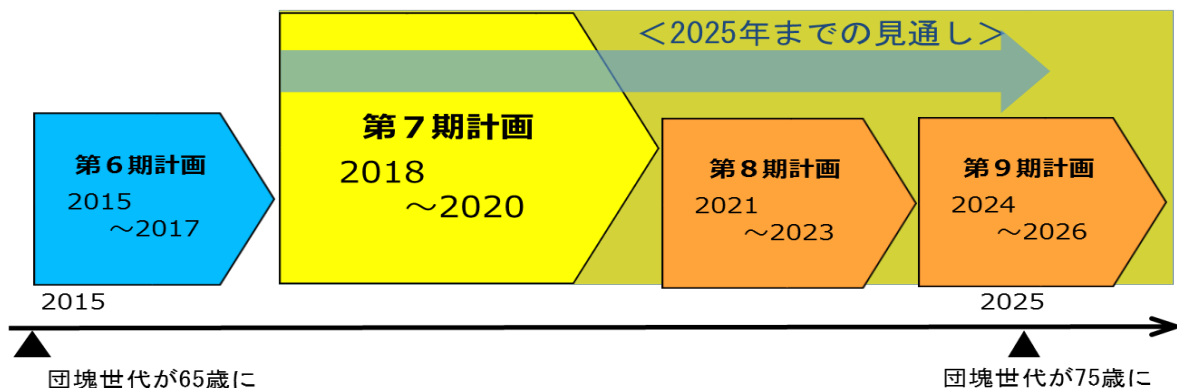 ＜2025年までの見通し＞
第６期計画
2015
～2017
第７期計画
2018
～2020
第８期計画
2021
～2023
第９期計画
2024
～2026
2015
2025
団塊世代が65歳に
団塊世代が75歳に